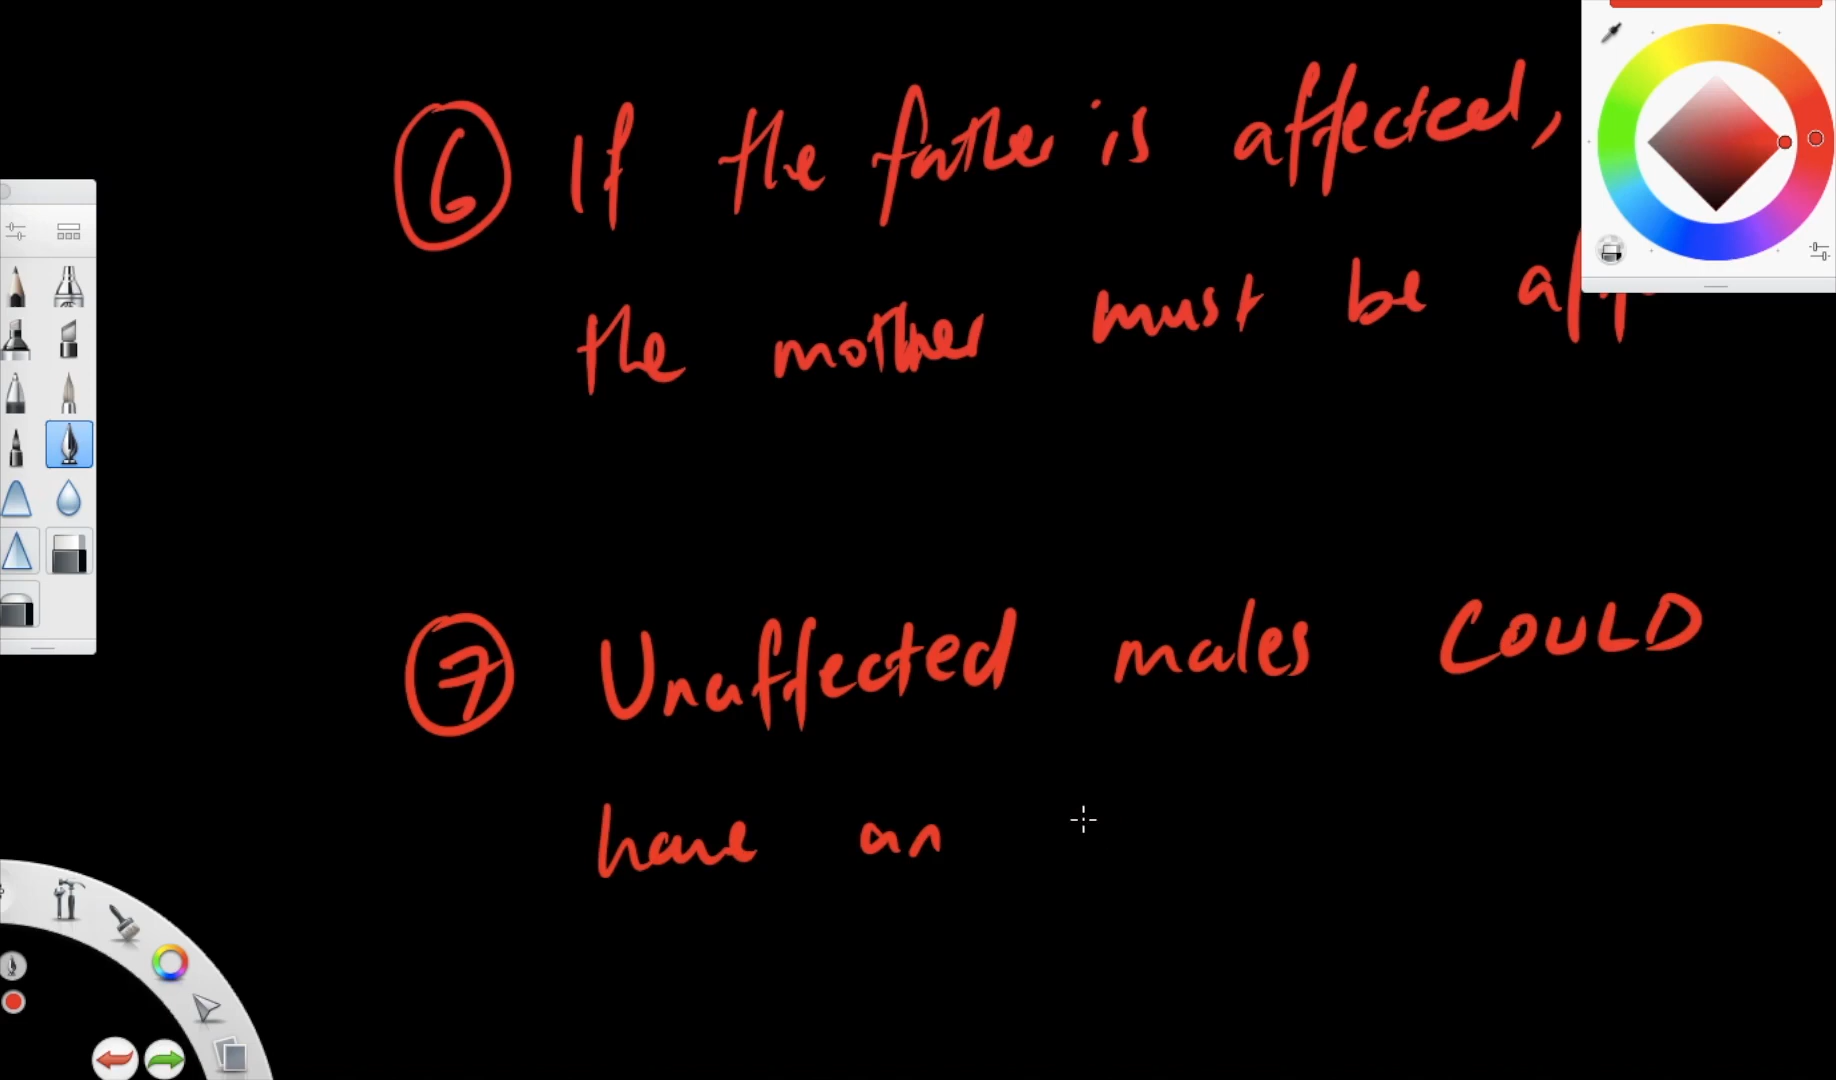 6 If the father is affected,
the mother must be
7 Unaffected males COULD
have an